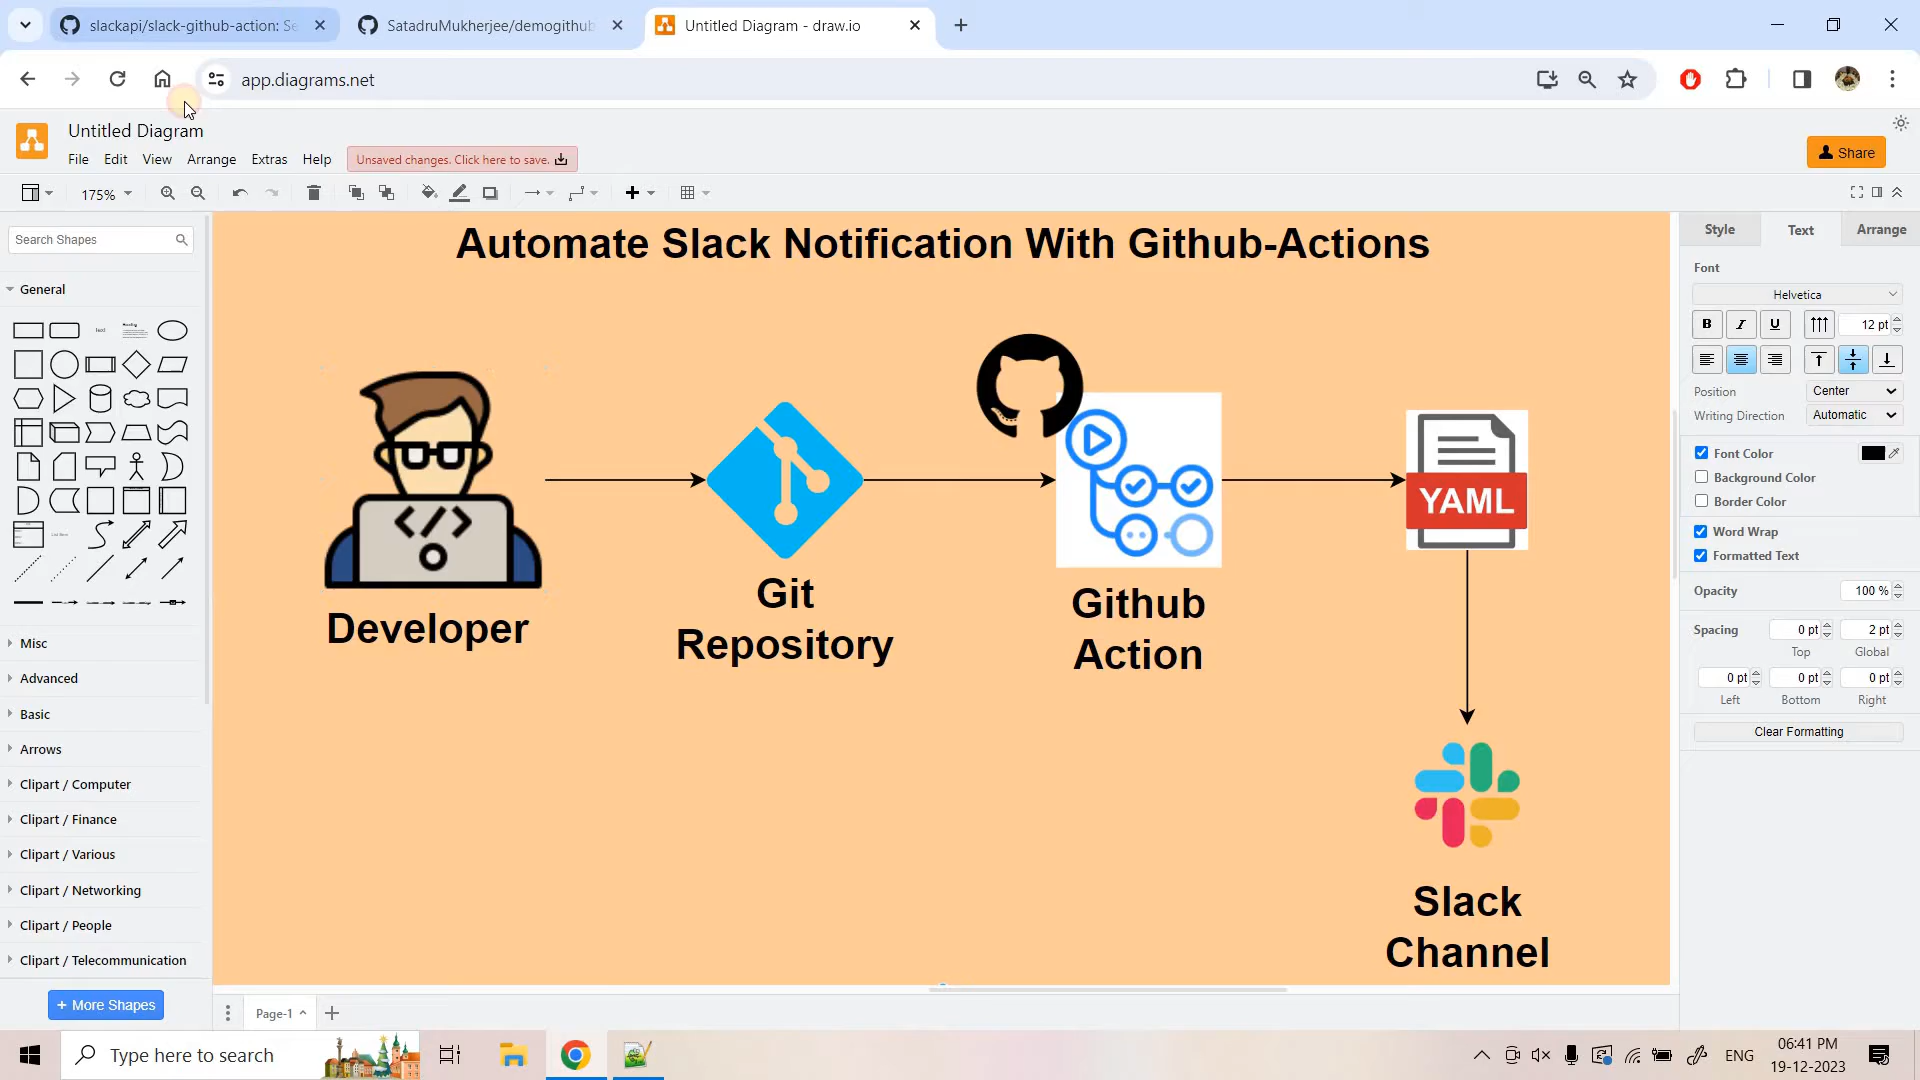 slackapi/slack-github-action: Se
SatadruMukherjee/demogithub
Untitled Diagram - draw.io
app.diagrams.net
Untitled Diagram
File
Edit
View
Arrange
Extras
Help
Unsaved changes. Click here to save.
Share
175%
Search Shapes
General
Text
Heading
List Item
Misc
Advanced
Basic
Arrows
Clipart / Computer
Clipart / Finance
Clipart / Various
Clipart / Networking
Clipart / People
Clipart / Telecommunication
+ More Shapes
Automate Slack Notification With Github-Actions
Developer
Git
Repository
Github
Action
YAML
Slack
Channel
Page-1
Style
Text
Arrange
Font
Helvetica
B
I
U
12 pt
Position
Center
Writing Direction
Automatic
Font Color
Background Color
Border Color
Word Wrap
Formatted Text
Opacity
100 %
Spacing
0 pt
2 pt
Top
Global
0 pt
0 pt
0 pt
Left
Bottom
Right
Clear Formatting
Type here to search
ENG
06:41 PM
19-12-2023